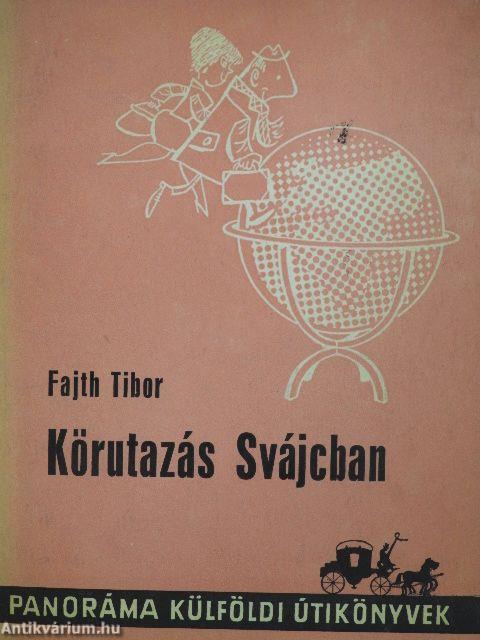 Fajth Tibor
Körutazás Svájcban
PANORÁMA KÜLFÖLDI ÚTIKÖNYVEK
Antikvárium.hu